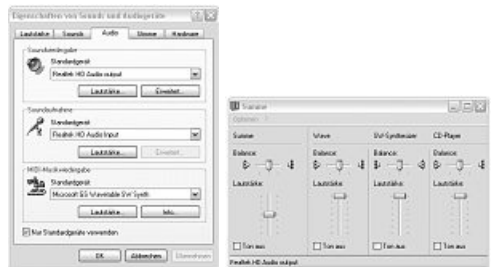 Eigenschaften von Sounds und Audiogeräte
Lautstärke Sounds Audio Stimme Hardware
Soundwiedergabe
Standardgerät:
Realtek HD Audio output
Lautstärke... Erweitert...
Soundaufnahme
Standardgerät:
Realtek HD Audio Input
Lautstärke... Erweitert...
MIDI-Musikwiedergabe
Standardgerät:
Microsoft GS Wavetable SW Synth
Lautstärke... Info...
Nur Standardgeräte verwenden
OK Abbrechen Übernehmen
Summe
Optionen ?
Summe Wave SW-Synthesizer CD-Player
Balance: Balance: Balance: Balance:
Lautstärke: Lautstärke: Lautstärke: Lautstärke:
Ton aus Ton aus Ton aus Ton aus
Realtek HD Audio output